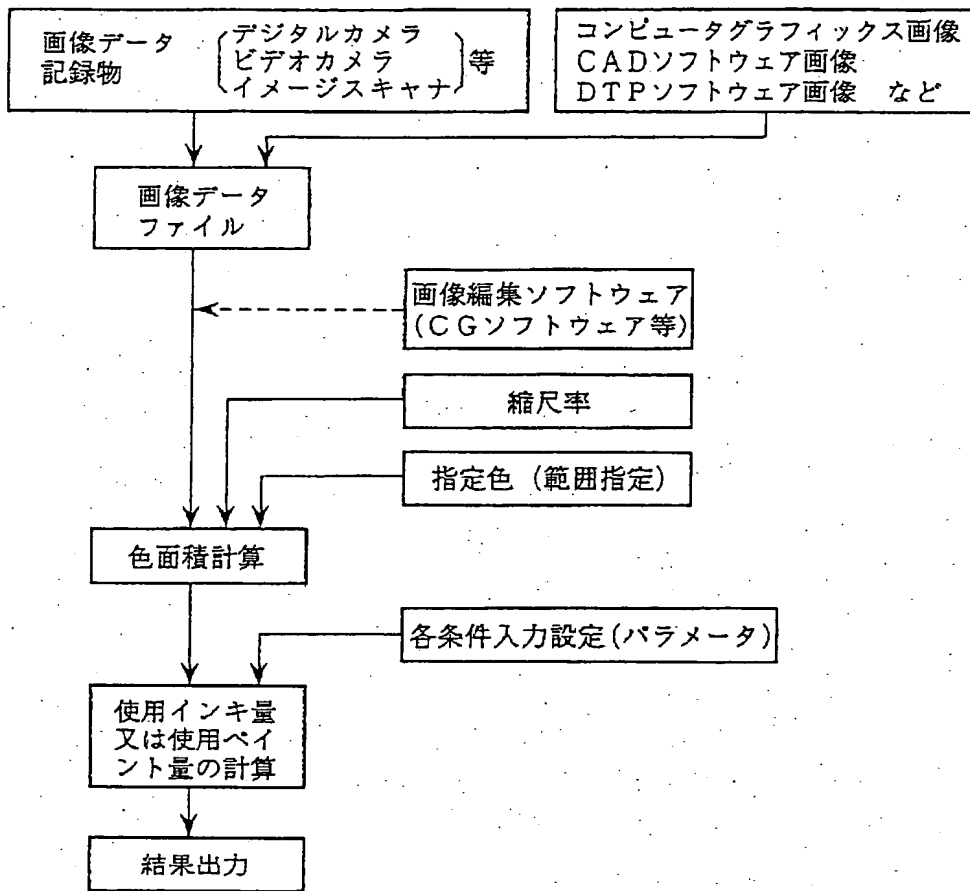 画像データ
記録物
デジタルカメラ
ビデオカメラ
イメージスキャナ
等
コンピュータグラフィックス画像
CADソフトウェア画像
DTPソフトウェア画像 など
画像データ
ファイル
画像編集ソフトウェア
(CGソフトウェア等)
縮尺率
指定色 (範囲指定)
色面積計算
各条件入力設定(パラメータ)
使用インキ量
又は使用ペイ
ント量の計算
結果出力